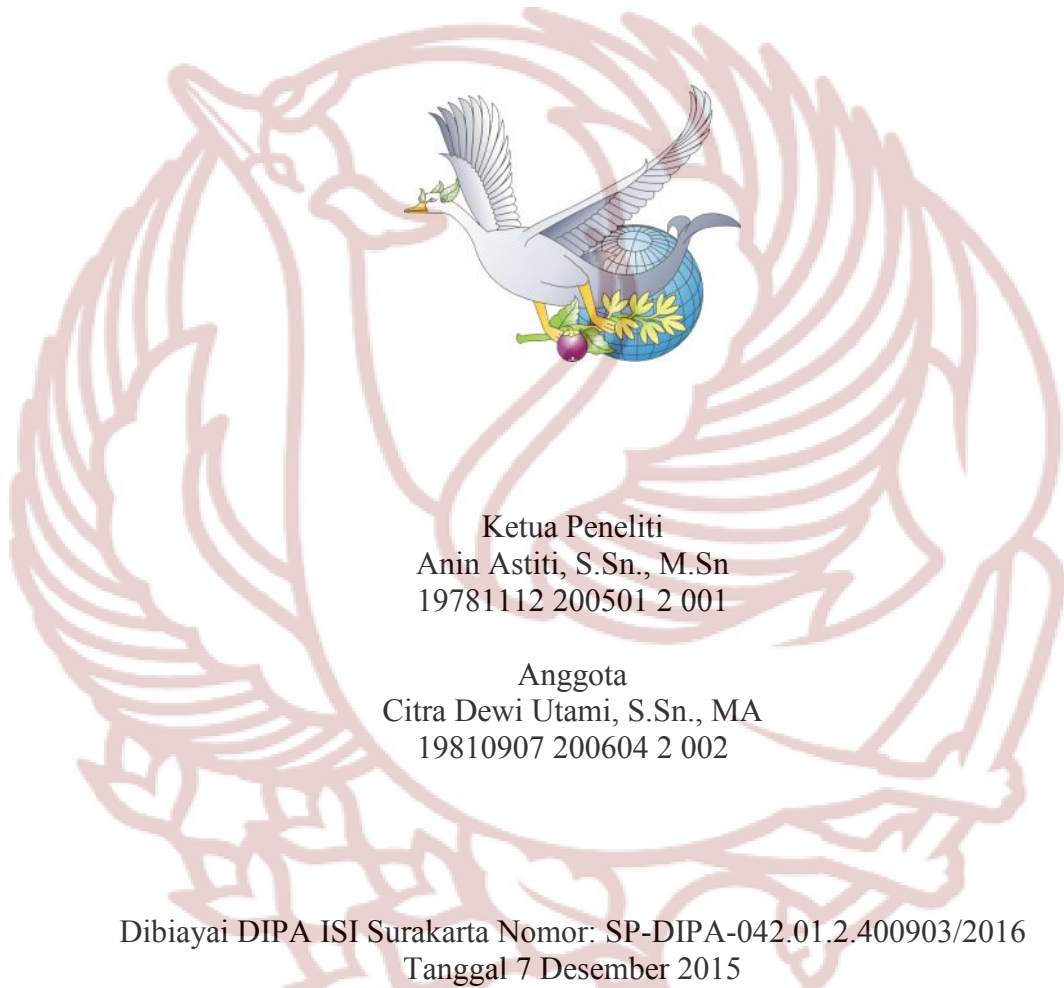 Ketua Peneliti
Anin Astiti, S.Sn., M.Sn
19781112 200501 2 001
Anggota
Citra Dewi Utami, S.Sn., MA
19810907 200604 2 002
Dibiayai DIPA ISI Surakarta Nomor: SP-DIPA-042.01.2.400903/2016
Tanggal 7 Desember 2015